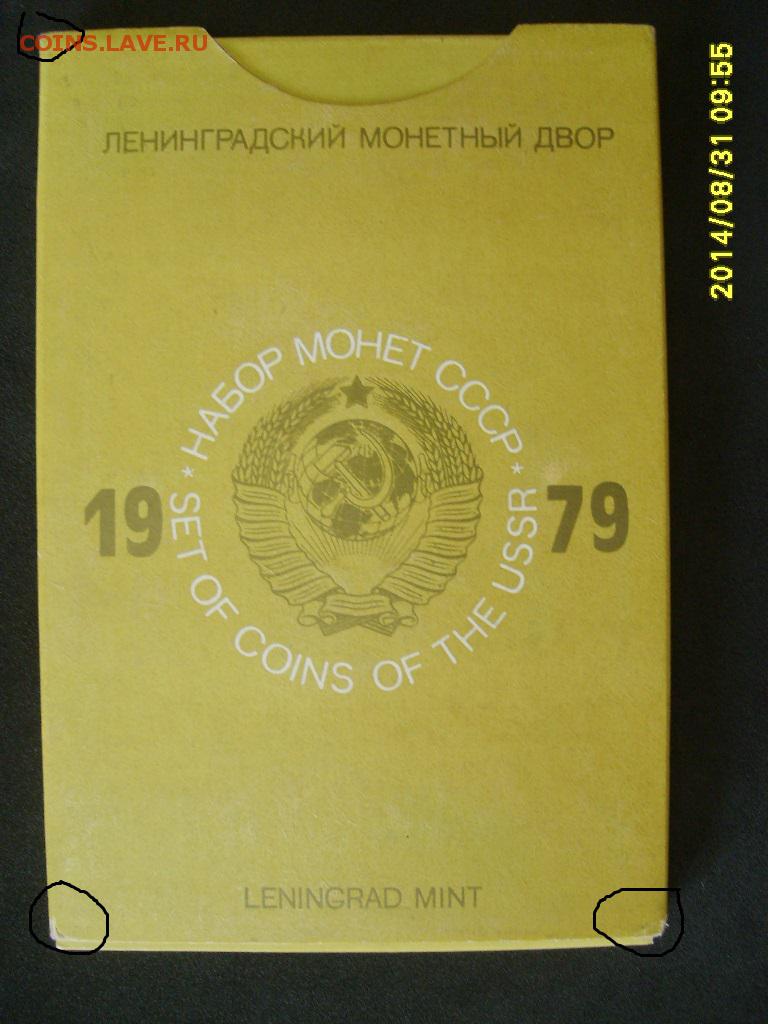 COINS.LAVE.RU
2014/08/31 09:55
ЛЕНИНГРАДСКИЙ МОНЕТНЫЙ ДВОР
* НАБОР МОНЕТ СССР *
19 79
SET OF COINS OF THE USSR
LENINGRAD MINT